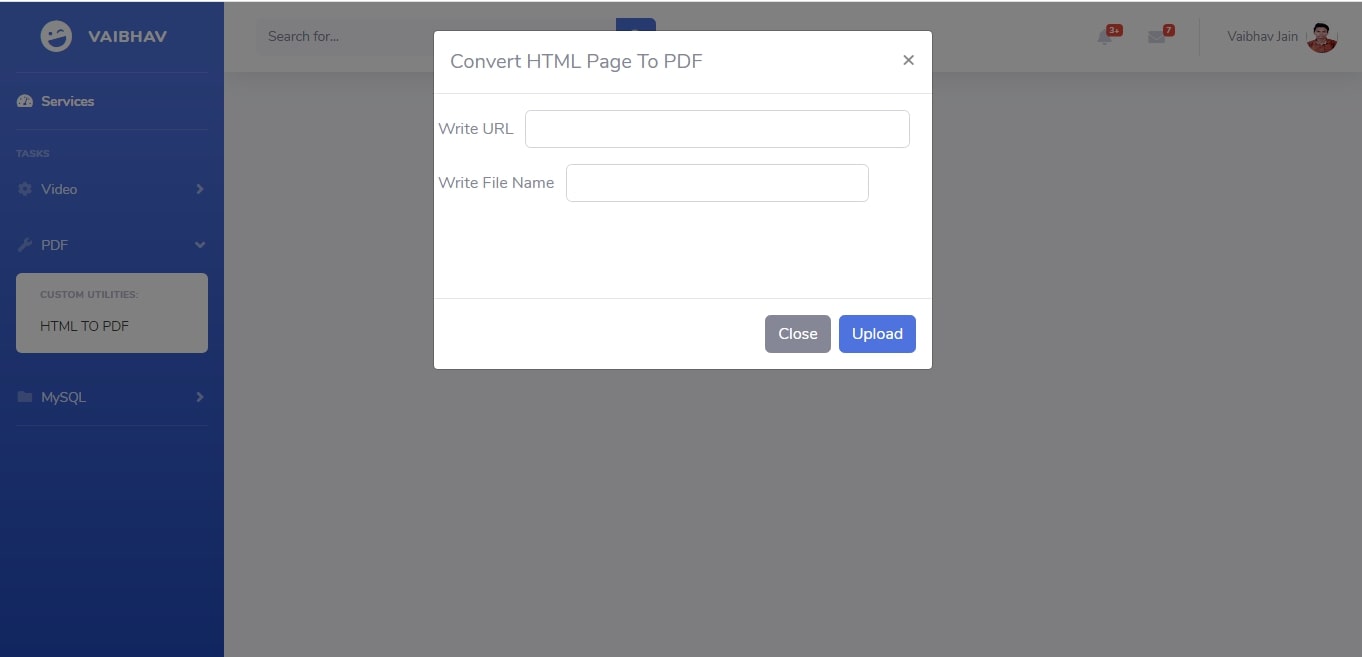 VAIBHAV
Search for...
3+
7
Vaibhav Jain
Services
TASKS
Video
PDF
CUSTOM UTILITIES:
HTML TO PDF
MySQL
Convert HTML Page To PDF
×
Write URL
Write File Name
Close
Upload